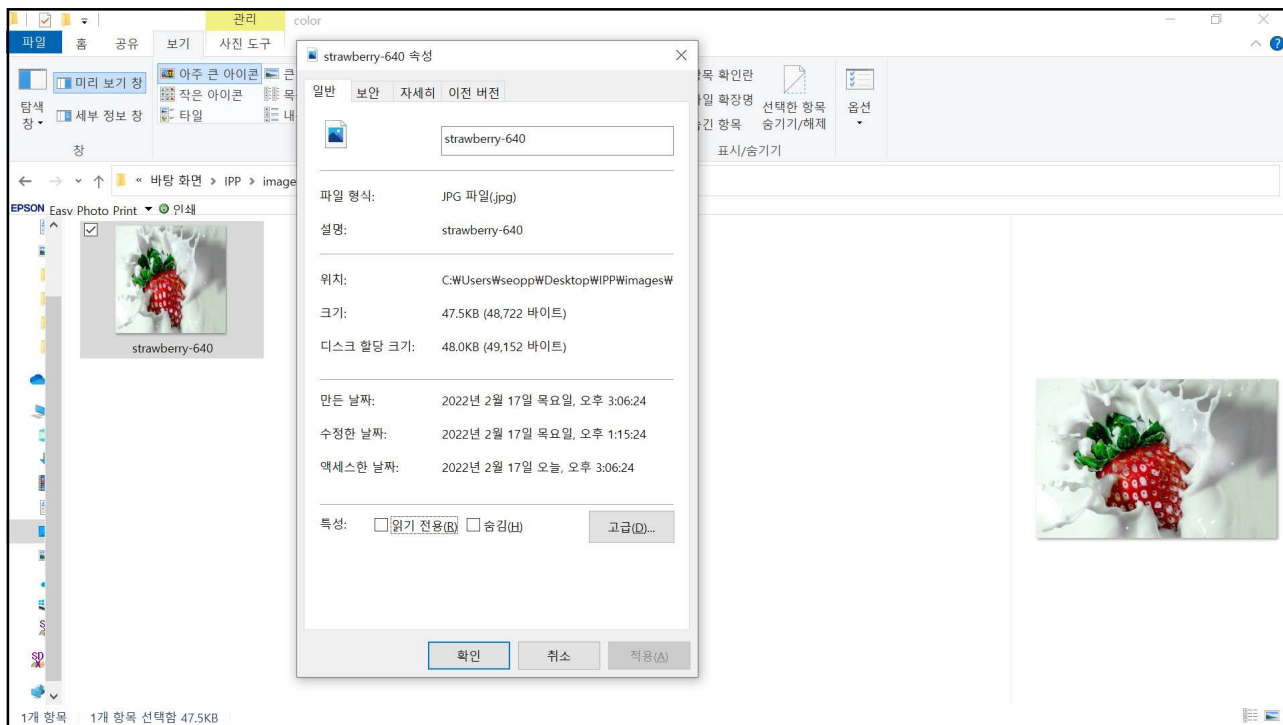 관리
color
파일
홈
공유
보기
사진 도구
미리 보기 창
세부 정보 창
탐색
창
아주 큰 아이콘
큰
작은 아이콘
목
타일
내
창
목 확인란
일 확장명
긴 항목
선택한 항목
숨기기/해제
표시/숨기기
옵션
« 바탕 화면 > IPP > image
EPSON Easy Photo Print
인쇄
strawberry-640
strawberry-640 속성
일반
보안
자세히
이전 버전
strawberry-640
파일 형식: JPG 파일(.jpg)
설명: strawberry-640
위치: C:₩Users₩seopp₩Desktop₩IPP₩images₩
크기: 47.5KB (48,722 바이트)
디스크 할당 크기: 48.0KB (49,152 바이트)
만든 날짜: 2022년 2월 17일 목요일, 오후 3:06:24
수정한 날짜: 2022년 2월 17일 목요일, 오후 1:15:24
액세스한 날짜: 2022년 2월 17일 오늘, 오후 3:06:24
특성: 읽기 전용(R) 숨김(H)
고급(D)...
확인
취소
적용(A)
1개 항목
1개 항목 선택함 47.5KB